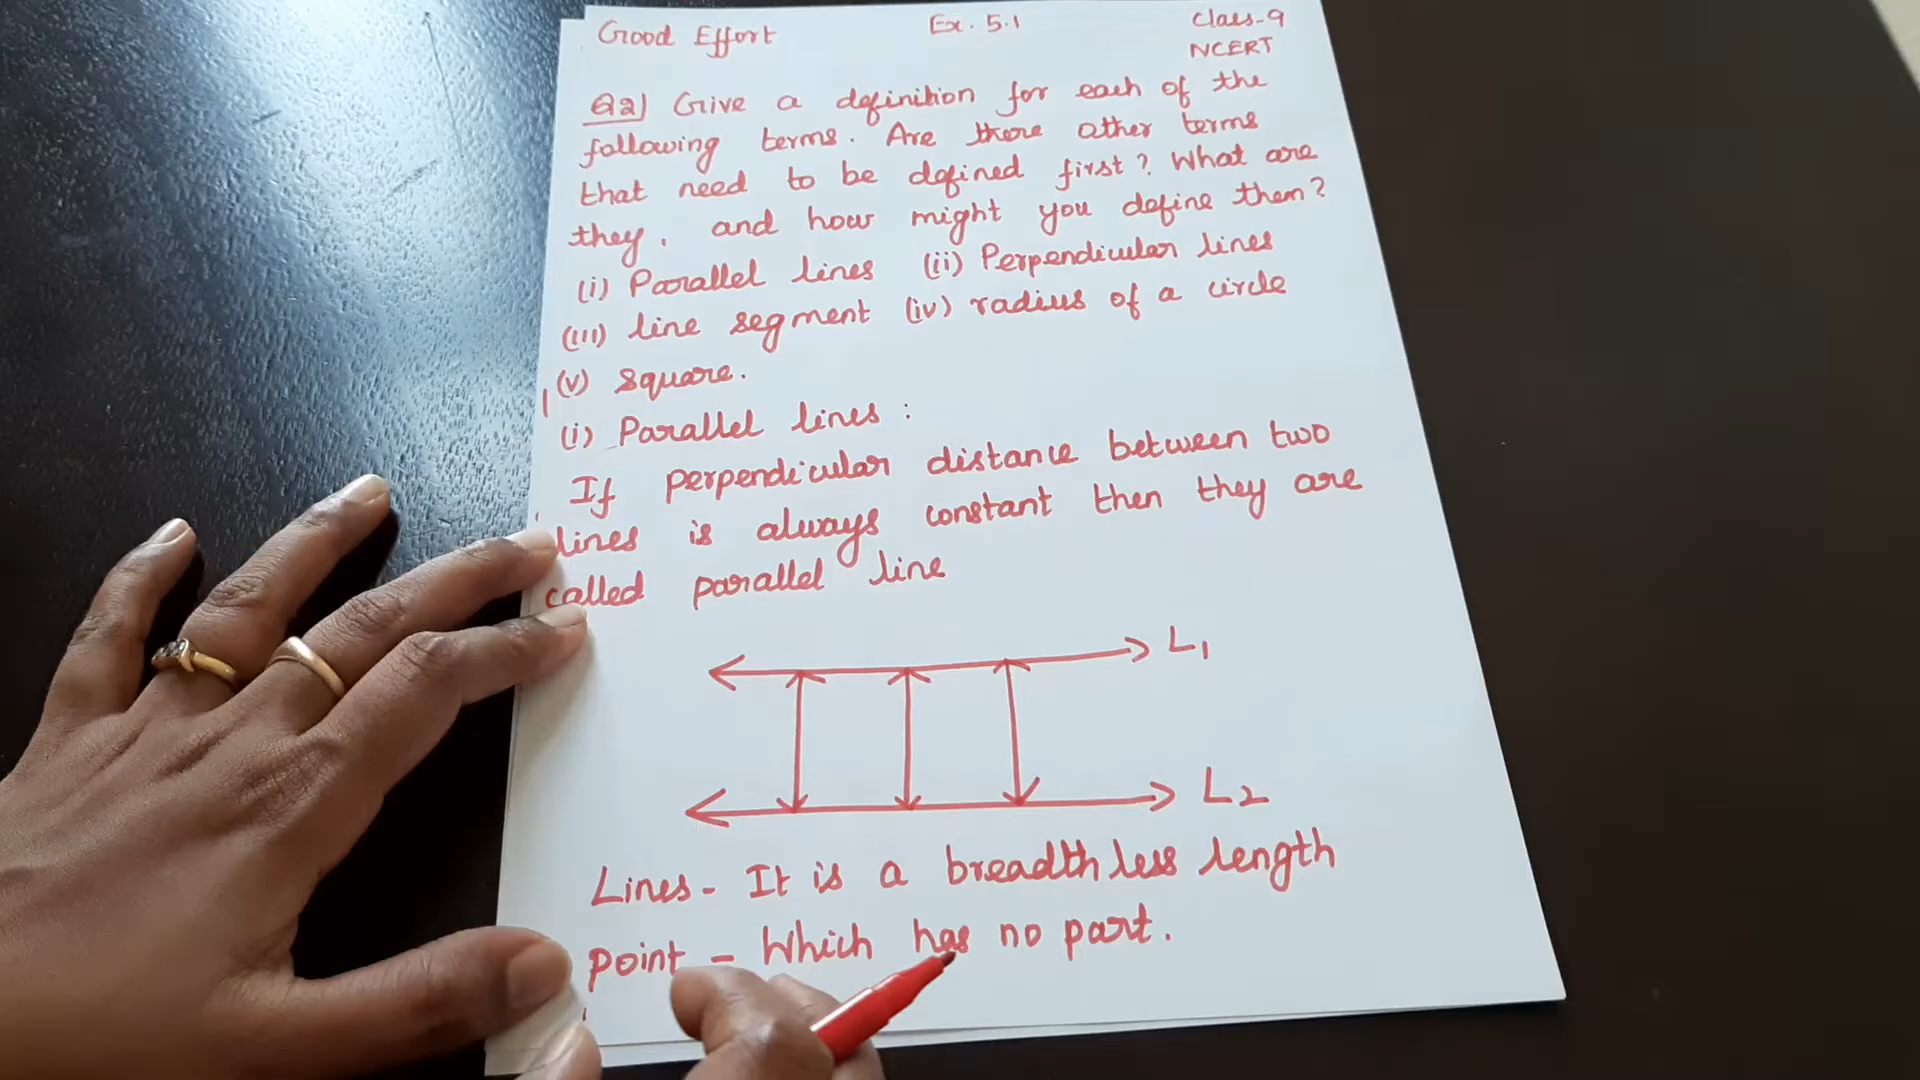 Good Effort Ex. 5.1 Class-9
NCERT
Q2) Give a definition for each of the
following terms. Are there other terms
that need to be defined first? What are
they, and how might you define them?
(i) Parallel lines (ii) Perpendicular lines
(iii) line segment (iv) radius of a circle
(v) square.
(i) Parallel lines :
If perpendicular distance between two
lines is always constant then they are
called parallel line
L1
L2
Lines - It is a breadthless length
point - Which has no part.